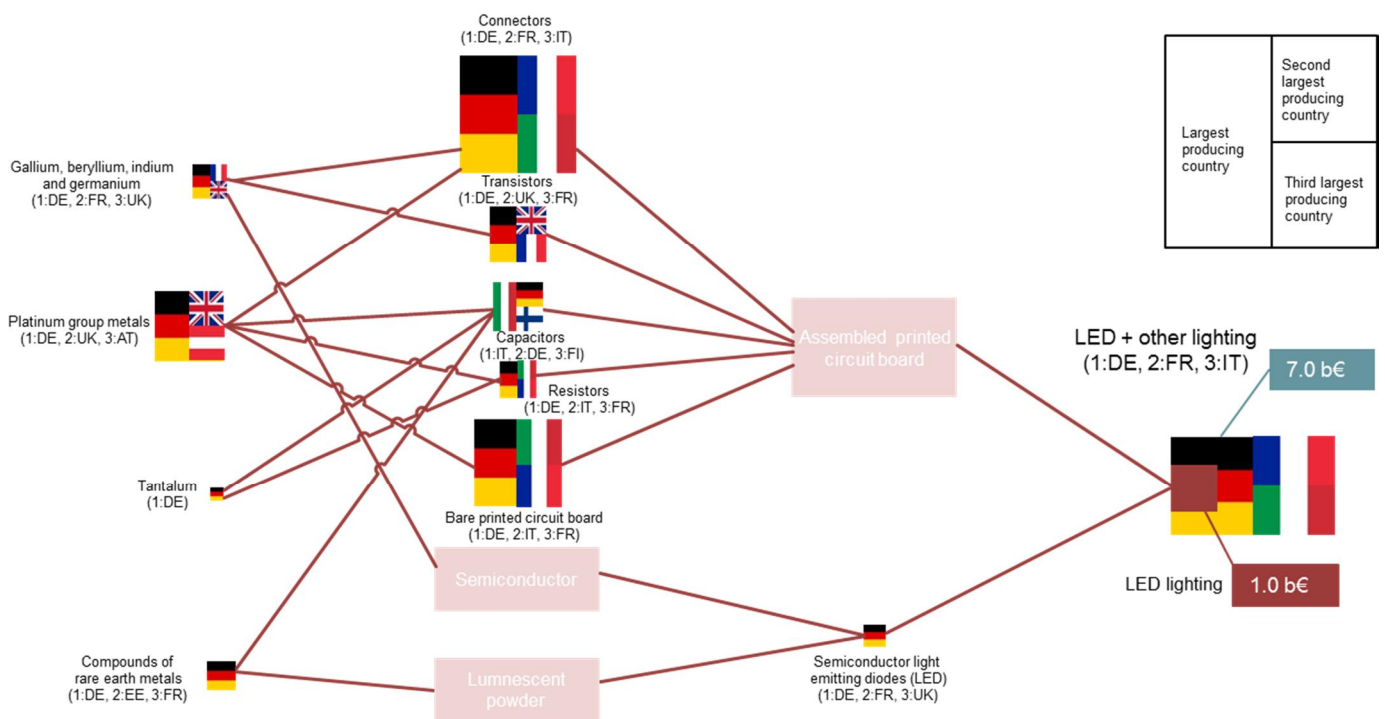 Connectors
(1:DE, 2:FR, 3:IT)
Second
largest
producing
country
Largest
producing
country
Third largest
producing
country
Gallium, beryllium, indium
and germanium
(1:DE, 2:FR, 3:UK)
Transistors
(1:DE, 2:UK, 3:FR)
Platinum group metals
(1:DE, 2:UK, 3:AT)
Capacitors
(1:IT, 2:DE, 3:FI)
Assembled printed
circuit board
LED + other lighting
(1:DE, 2:FR, 3:IT)
7.0 b€
Resistors
(1:DE, 2:IT, 3:FR)
Tantalum
(1:DE)
Bare printed circuit board
(1:DE, 2:IT, 3:FR)
Semiconductor
LED lighting
1.0 b€
Compounds of
rare earth metals
(1:DE, 2:EE, 3:FR)
Lumnescent
powder
Semiconductor light
emitting diodes (LED)
(1:DE, 2:FR, 3:UK)